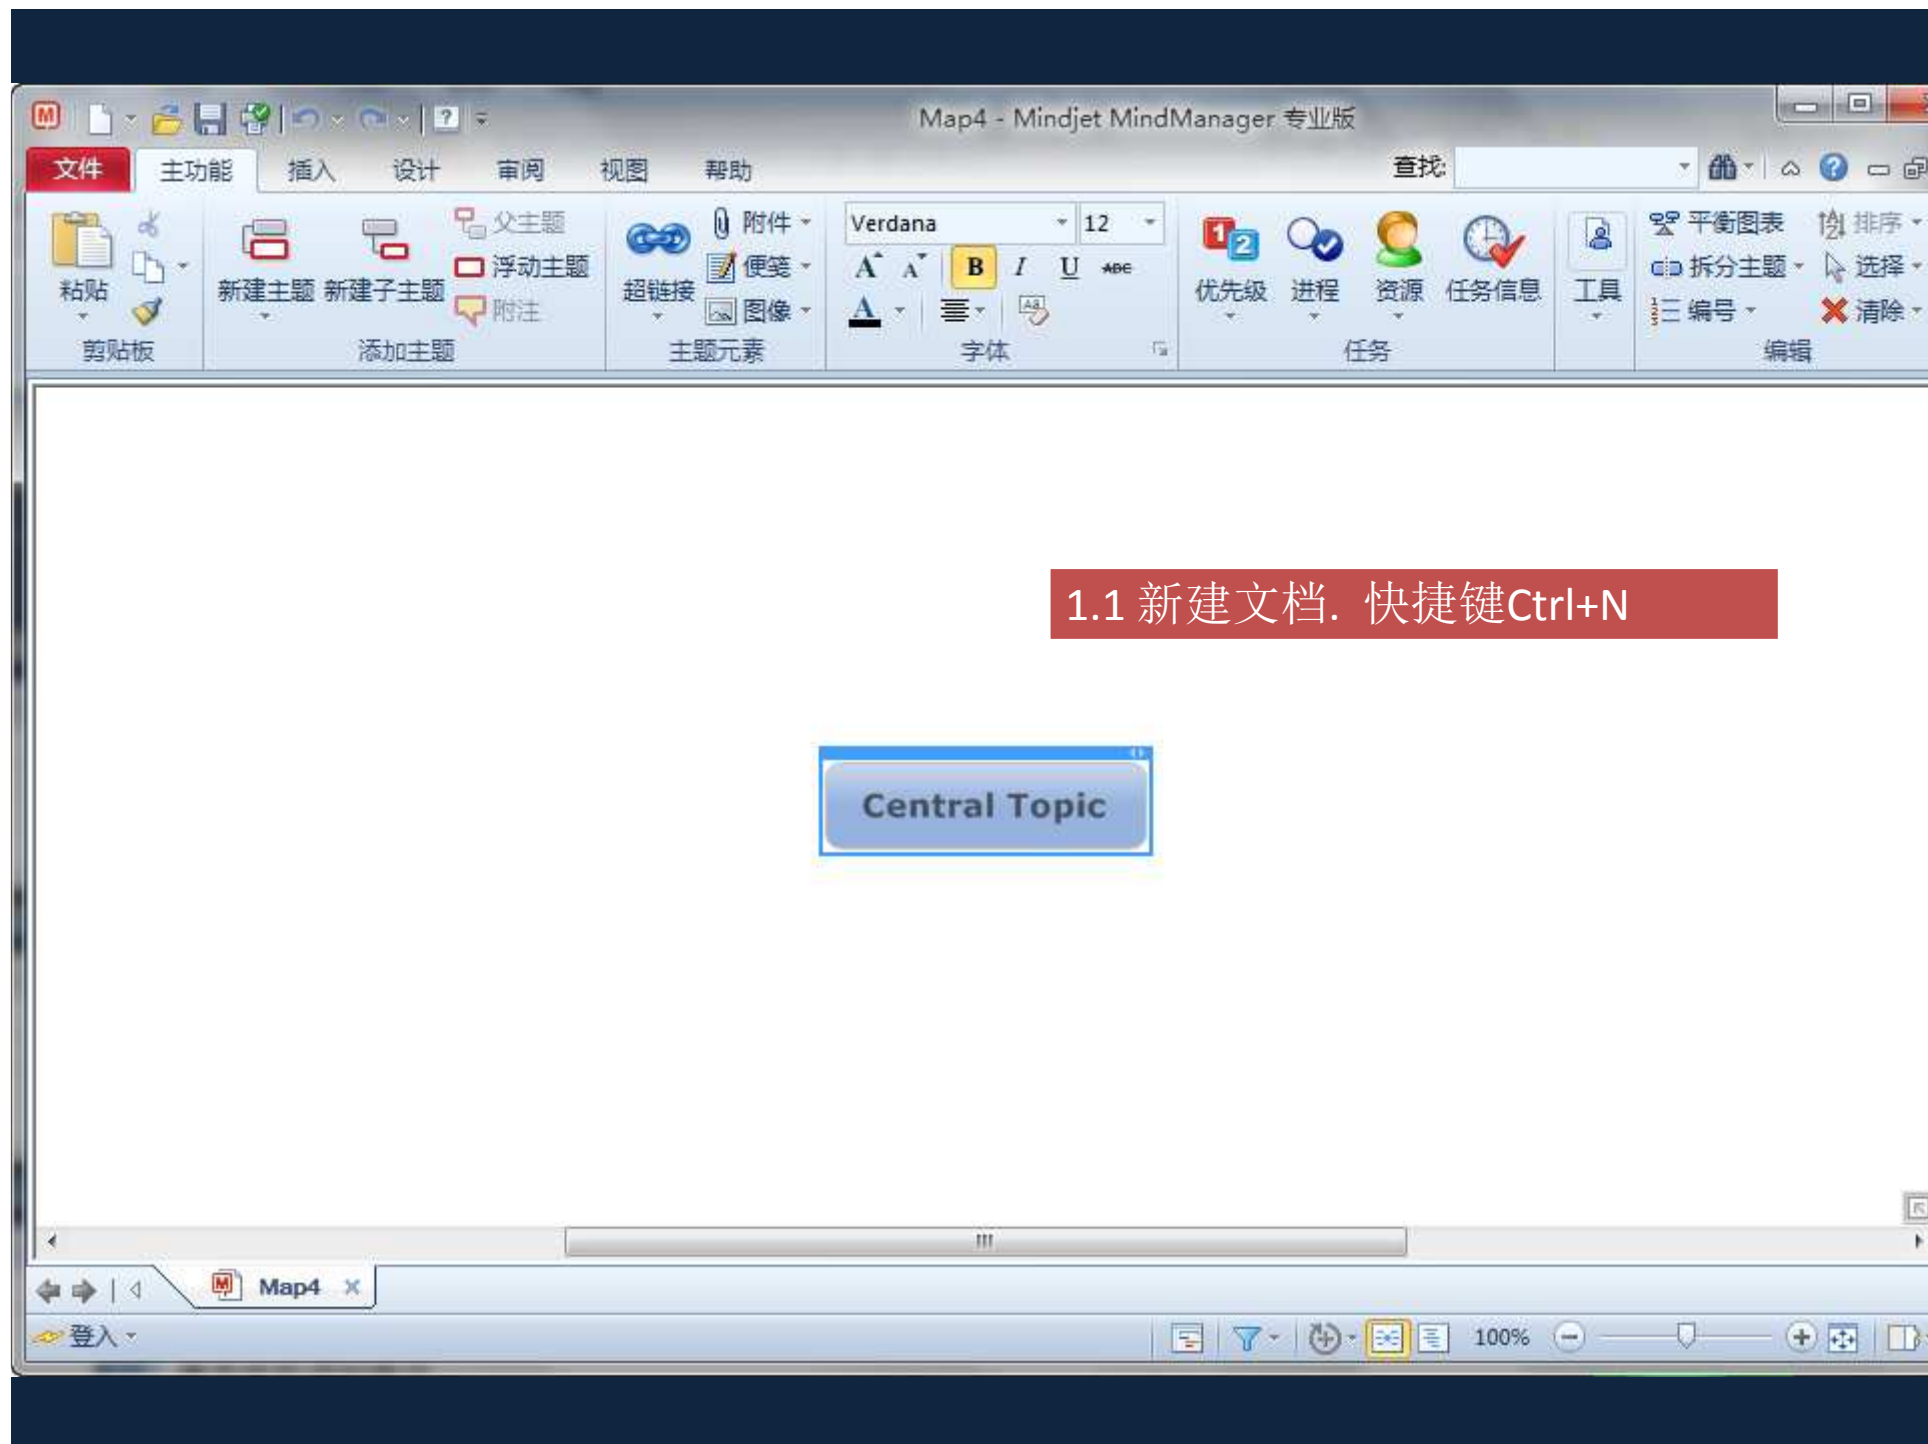 Map4 - Mindjet MindManager 专业版
文件 主功能 插入 设计 审阅 视图 帮助 查找:
父主题 附件 Verdana 12 平衡图表 排序
浮动主题 便笺 A A B I U ABC 拆分主题 选择
粘贴 新建主题 新建子主题 超链接 优先级 进程 资源 任务信息 工具
附注 图像 A 编号 清除
剪贴板 添加主题 主题元素 字体 任务 编辑
1.1 新建文档. 快捷键Ctrl+N
Central Topic
Map4
登入 100%